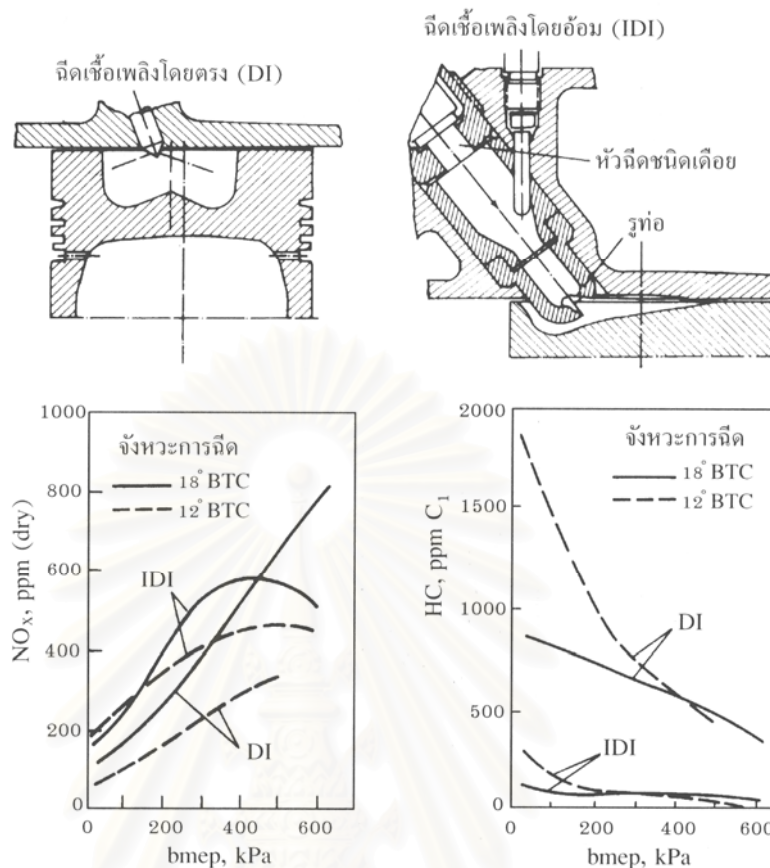 ฉีดเชื้อเพลิงโดยตรง (DI)
ฉีดเชื้อเพลิงโดยอ้อม (IDI)
หัวฉีดชนิดเดือย
รูท่อ
1000
800
600
400
200
0
NOx, ppm (dry)
จังหวะการฉีด
18° BTC
12° BTC
IDI
DI
0
200
400
600
bmep, kPa
2000
1500
1000
500
0
HC, ppm C1
จังหวะการฉีด
18° BTC
12° BTC
DI
IDI
0
200
400
600
bmep, kPa